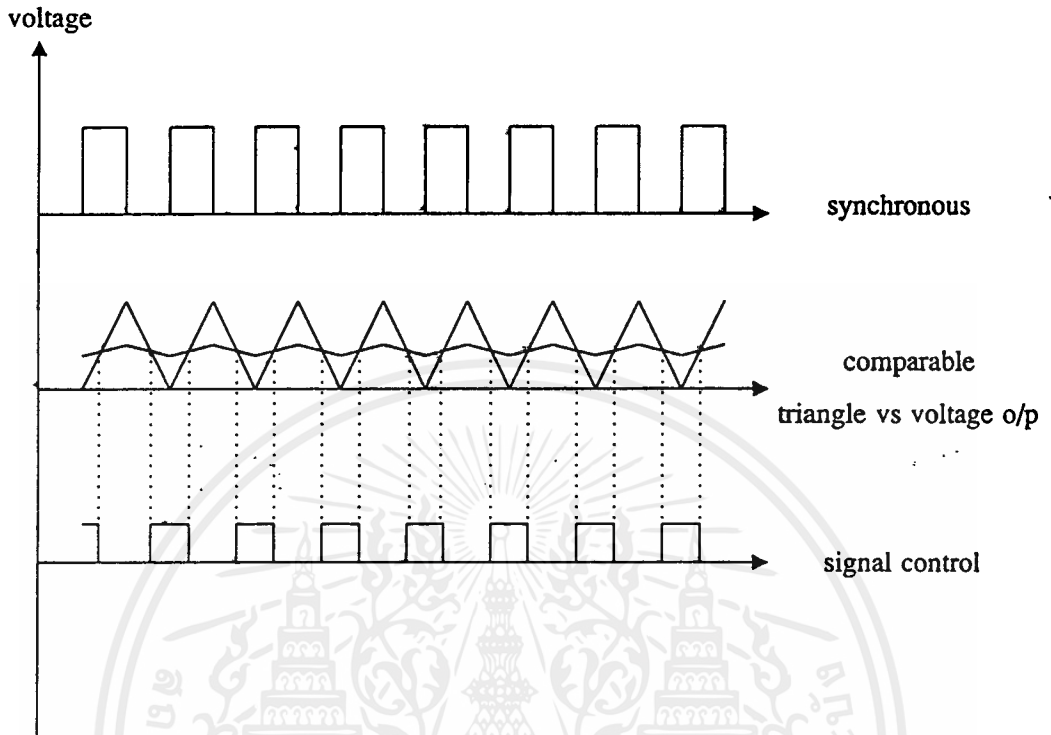 voltage
synchronous
comparable
triangle vs voltage o/p
signal control